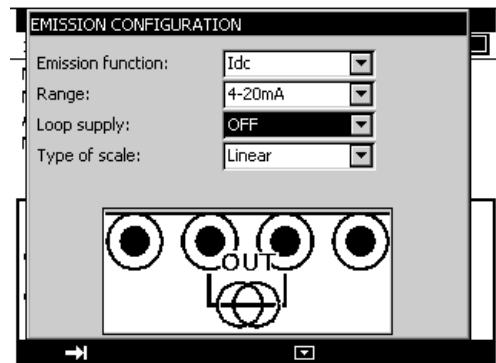 EMISSION CONFIGURATION
Emission function: Idc
Range: 4-20mA
Loop supply: OFF
Type of scale: Linear
OUT